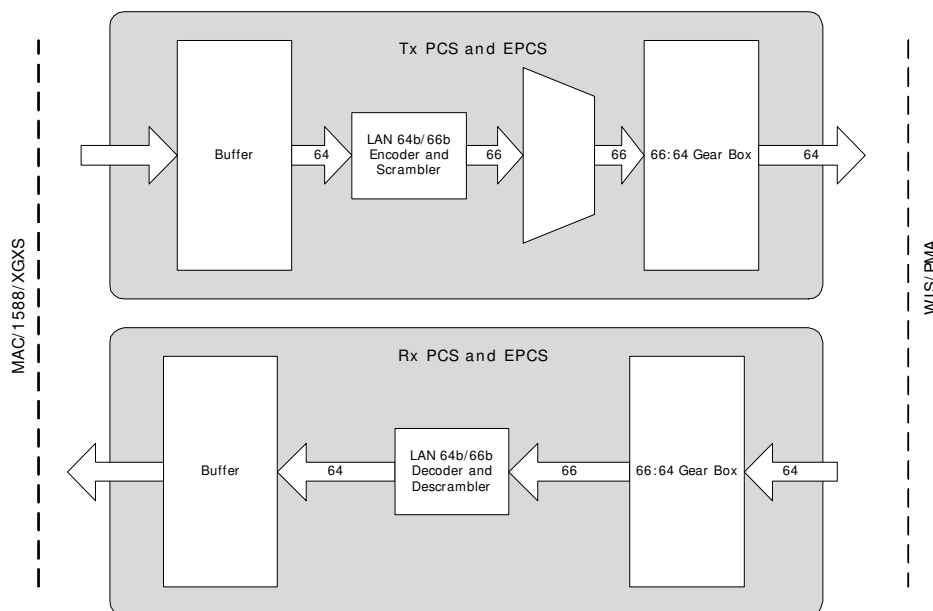 Tx PCS and EPCS
Buffer
64
LAN 64b/66b
Encoder and
Scrambler
66
66
66:64 Gear Box
64
MAC/1588/XGXS
WIS/PMA
Rx PCS and EPCS
Buffer
64
LAN 64b/66b
Decoder and
Descrambler
66
66:64 Gear Box
64